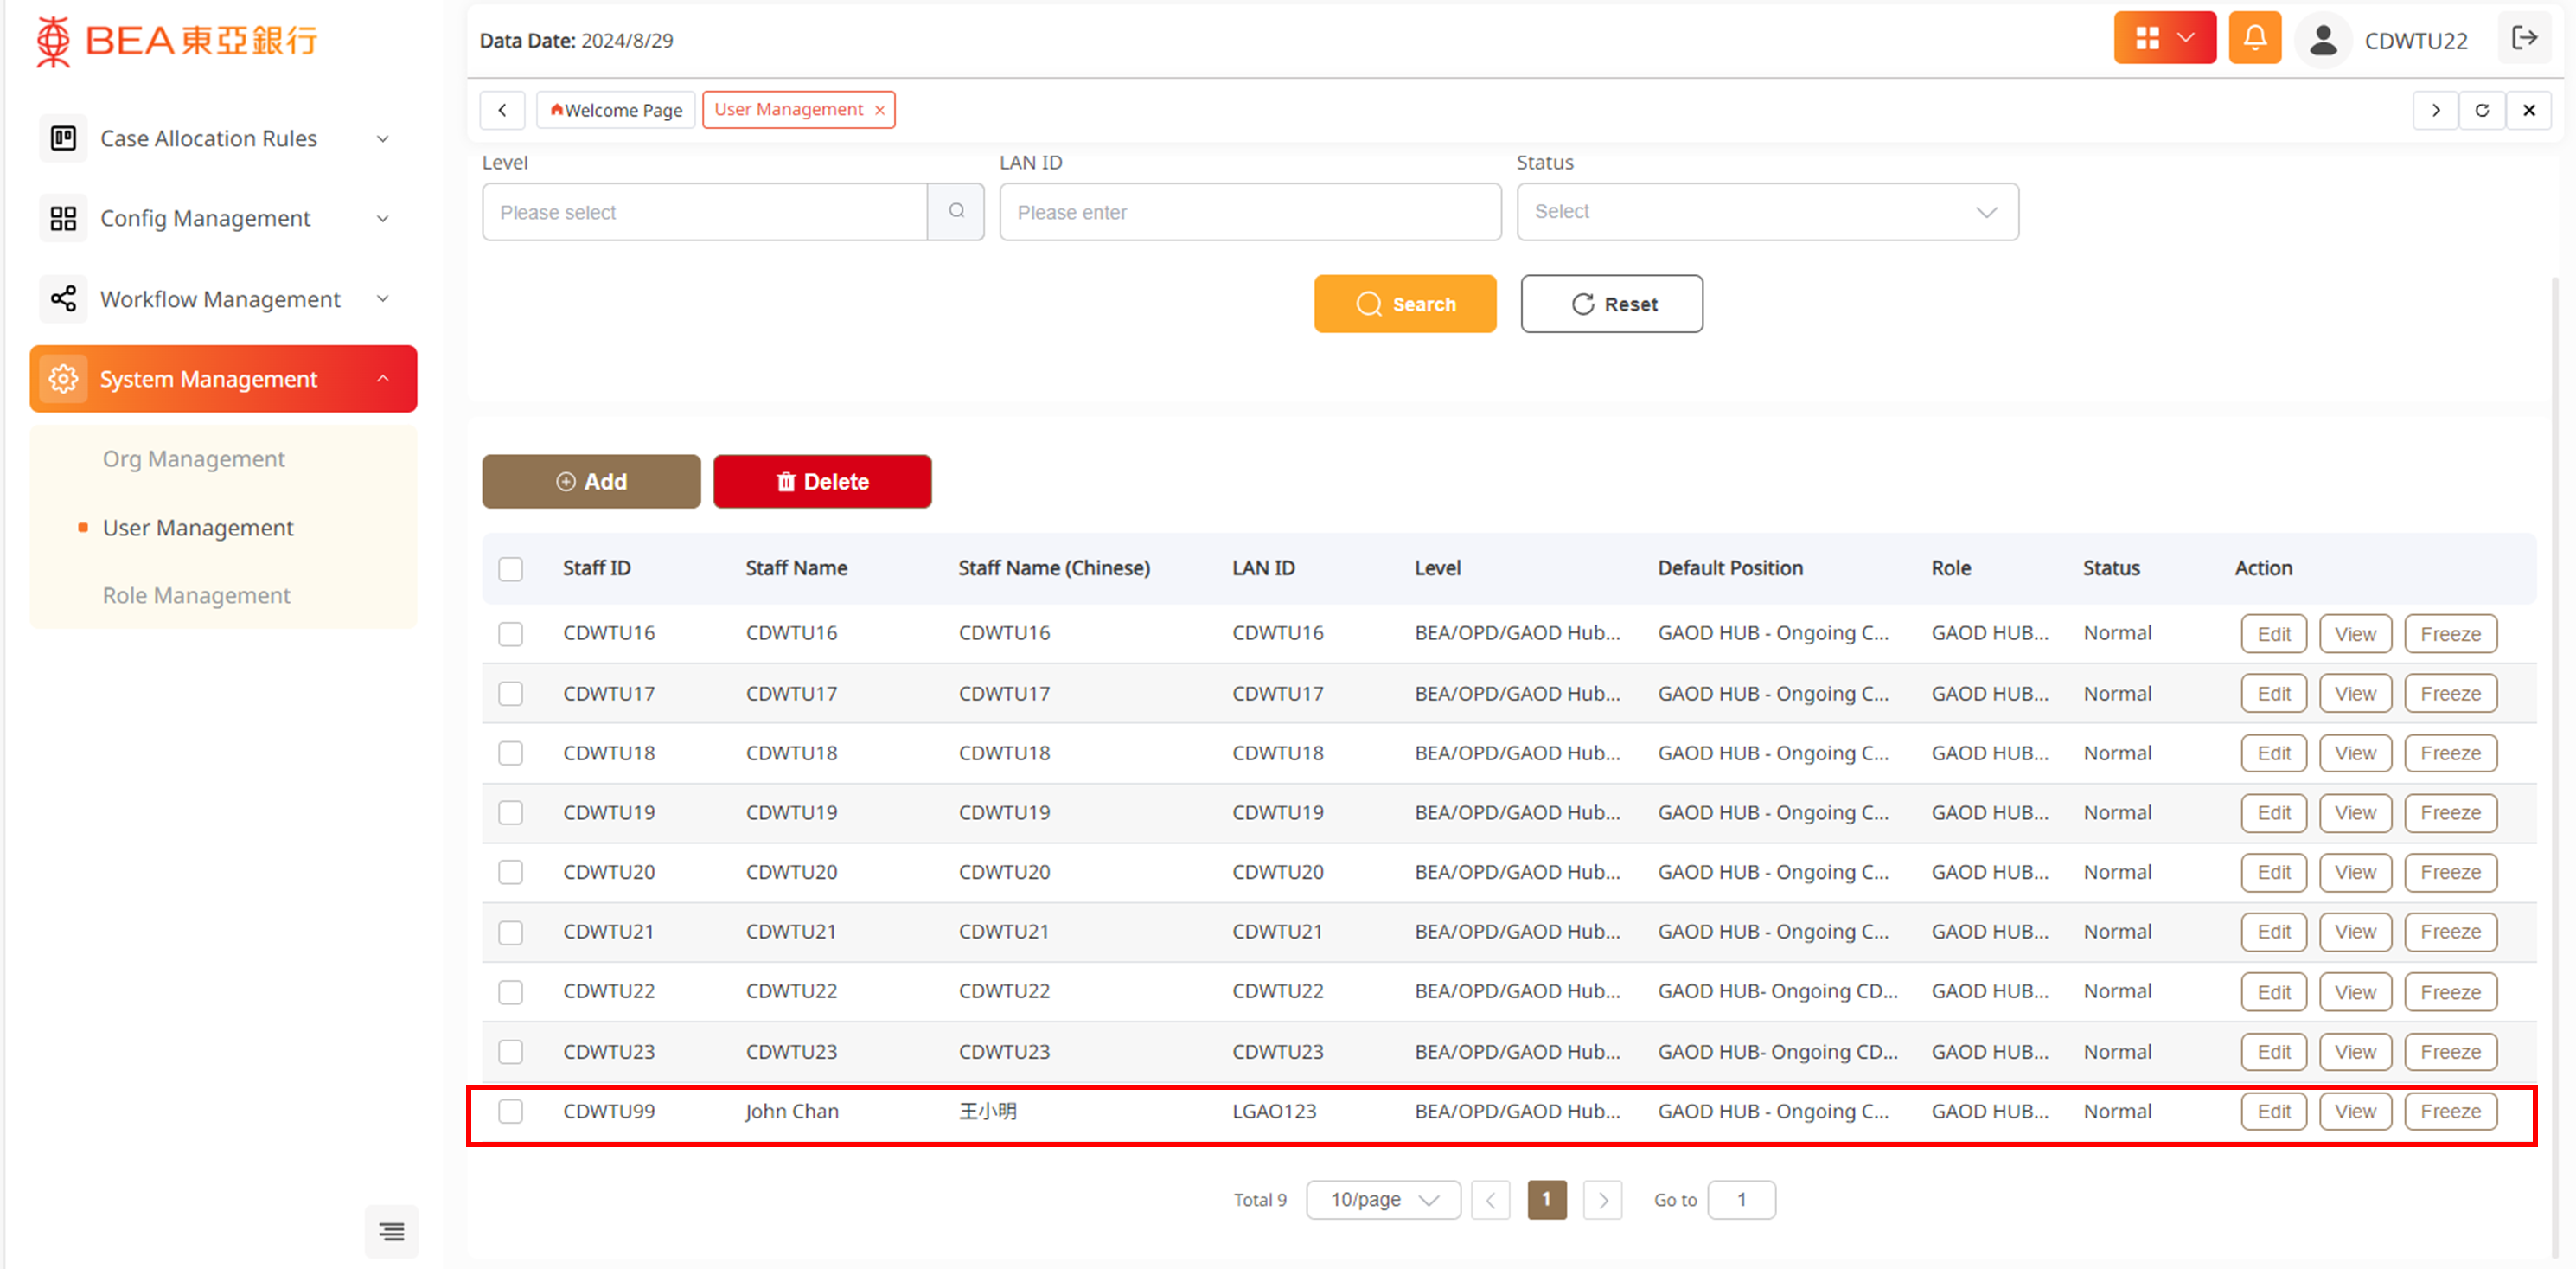 BEA東亞銀行
Data Date: 2024/8/29
CDWTU22
Welcome Page
User Management ×
Case Allocation Rules
Config Management
Workflow Management
System Management
Org Management
User Management
Role Management
Level LAN ID Status
Please select Please enter Select
Search Reset
Add Delete
Staff ID Staff Name Staff Name (Chinese) LAN ID Level Default Position Role Status Action
CDWTU16 CDWTU16 CDWTU16 CDWTU16 BEA/OPD/GAOD Hub... GAOD HUB - Ongoing C... GAOD HUB... Normal Edit View Freeze
CDWTU17 CDWTU17 CDWTU17 CDWTU17 BEA/OPD/GAOD Hub... GAOD HUB - Ongoing C... GAOD HUB... Normal Edit View Freeze
CDWTU18 CDWTU18 CDWTU18 CDWTU18 BEA/OPD/GAOD Hub... GAOD HUB - Ongoing C... GAOD HUB... Normal Edit View Freeze
CDWTU19 CDWTU19 CDWTU19 CDWTU19 BEA/OPD/GAOD Hub... GAOD HUB - Ongoing C... GAOD HUB... Normal Edit View Freeze
CDWTU20 CDWTU20 CDWTU20 CDWTU20 BEA/OPD/GAOD Hub... GAOD HUB - Ongoing C... GAOD HUB... Normal Edit View Freeze
CDWTU21 CDWTU21 CDWTU21 CDWTU21 BEA/OPD/GAOD Hub... GAOD HUB - Ongoing C... GAOD HUB... Normal Edit View Freeze
CDWTU22 CDWTU22 CDWTU22 CDWTU22 BEA/OPD/GAOD Hub... GAOD HUB- Ongoing CD... GAOD HUB... Normal Edit View Freeze
CDWTU23 CDWTU23 CDWTU23 CDWTU23 BEA/OPD/GAOD Hub... GAOD HUB- Ongoing CD... GAOD HUB... Normal Edit View Freeze
CDWTU99 John Chan 王小明 LGAO123 BEA/OPD/GAOD Hub... GAOD HUB - Ongoing C... GAOD HUB... Normal Edit View Freeze
Total 9 10/page 1 Go to 1